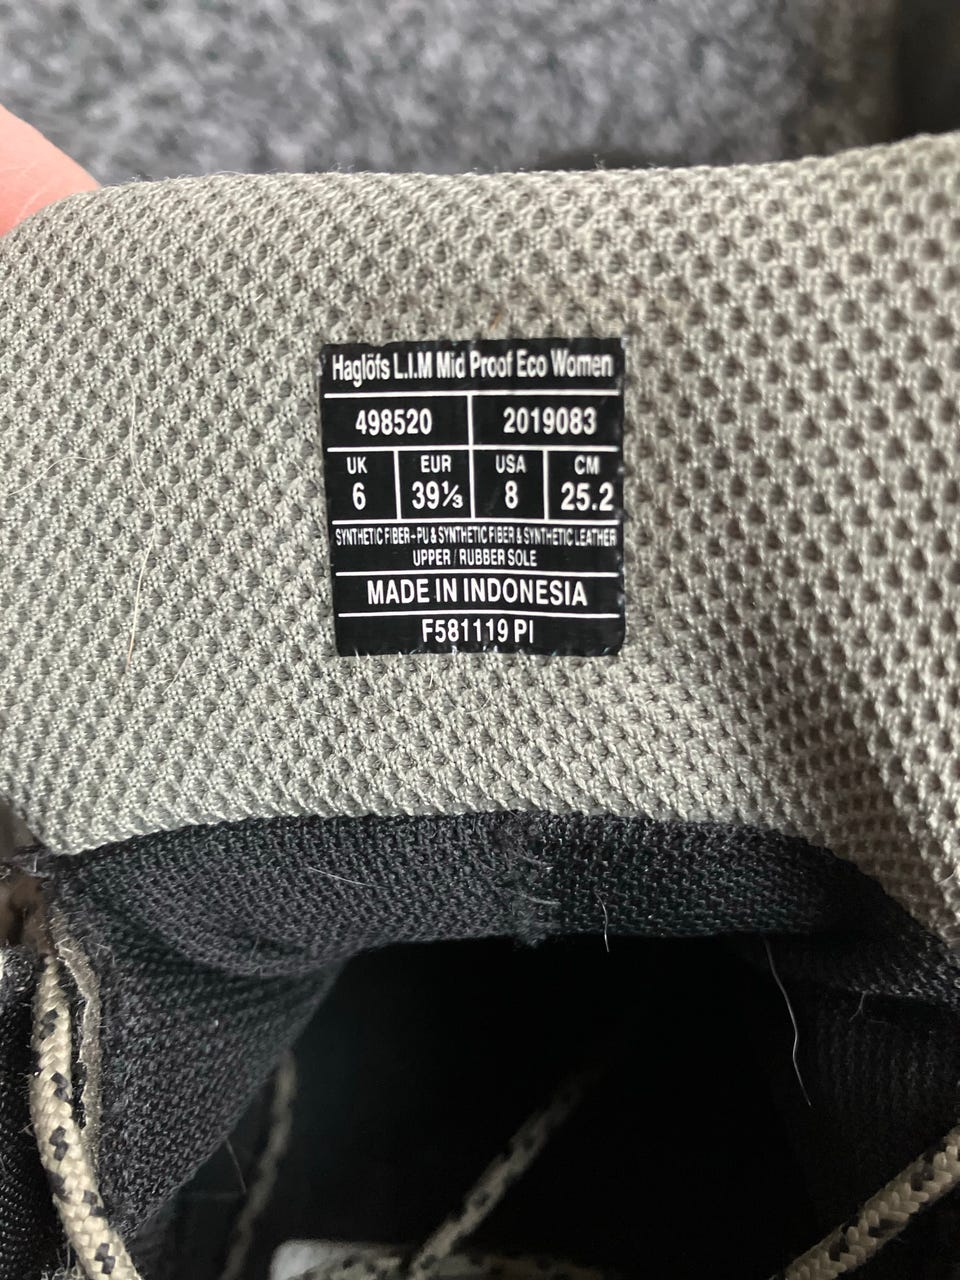 Haglöfs L.I.M Mid Proof Eco Women
498520 2019083
UK EUR USA CM
6 39⅓ 8 25.2
SYNTHETIC FIBER+PU & SYNTHETIC FIBER & SYNTHETIC LEATHER
UPPER / RUBBER SOLE
MADE IN INDONESIA
F581119 PI